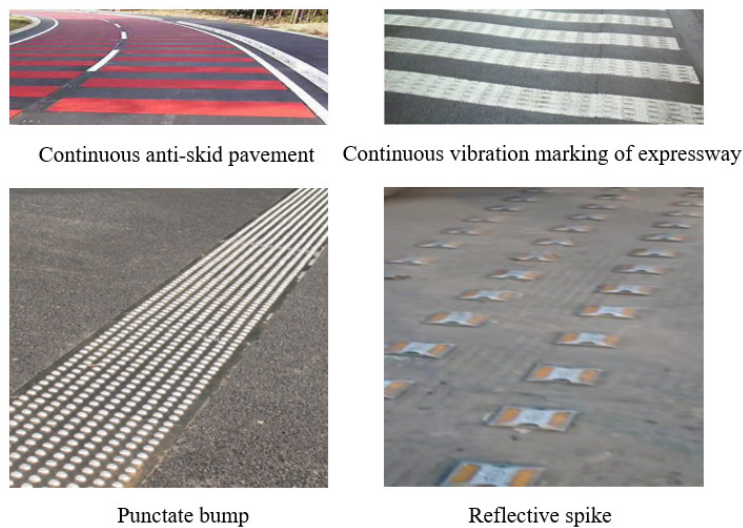 Continuous anti-skid pavement
Continuous vibration marking of expressway
Punctate bump
Reflective spike